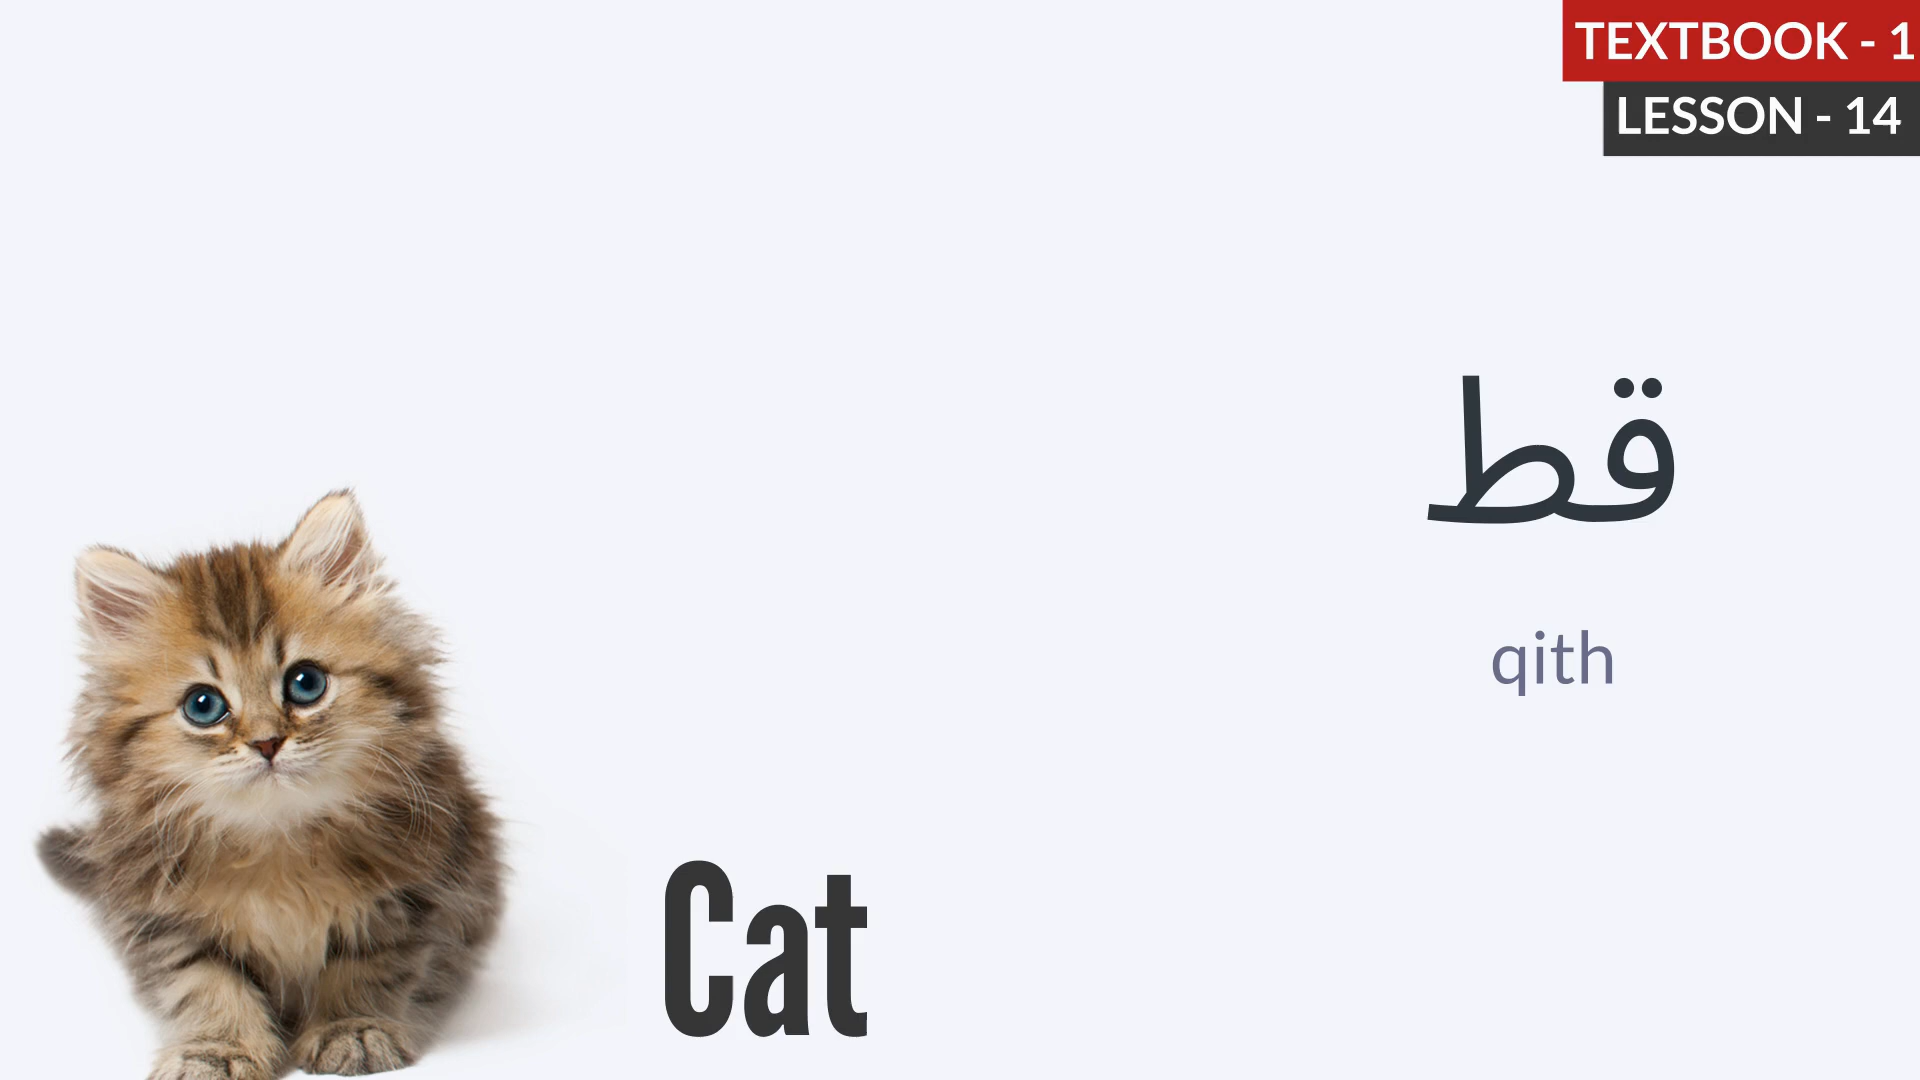 TEXTBOOK - 1
LESSON - 14
قط
qith
Cat